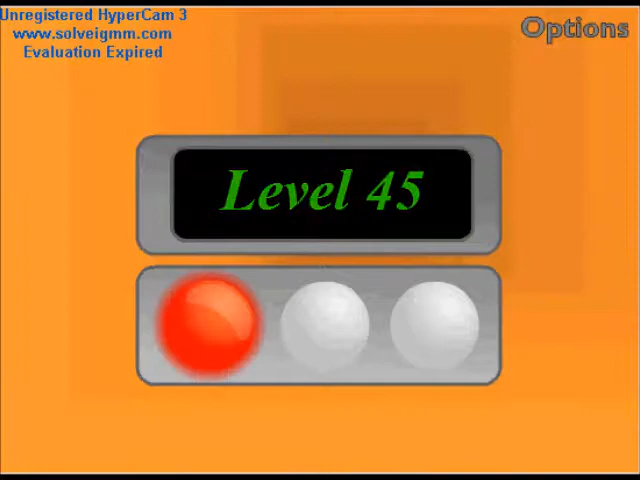 Unregistered HyperCam 3
www.solveigmm.com
Evaluation Expired
Options
Level 45